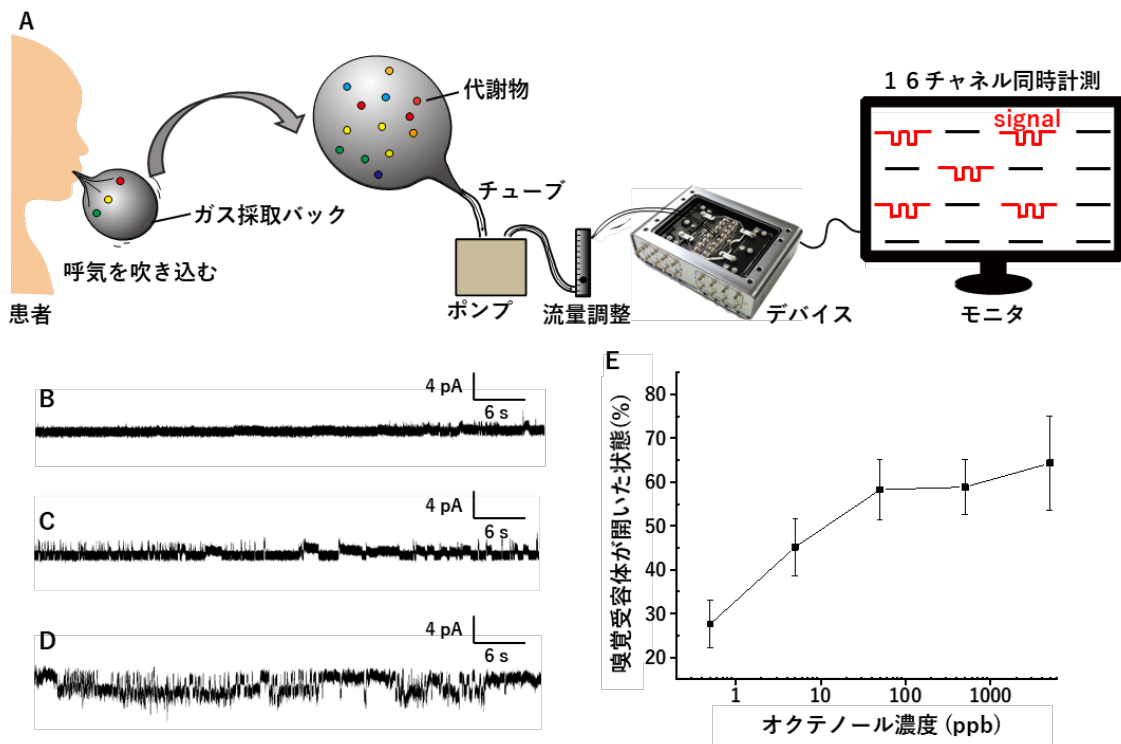 A
代謝物
１６チャネル同時計測
signal
チューブ
ガス採取バック
呼気を吹き込む
患者
ポンプ
流量調整
デバイス
モニタ
B
4 pA
6 s
C
4 pA
6 s
D
4 pA
6 s
E
嗅覚受容体が開いた状態(%)
80
70
60
50
40
30
20
1
10
100
1000
オクテノール濃度 (ppb)